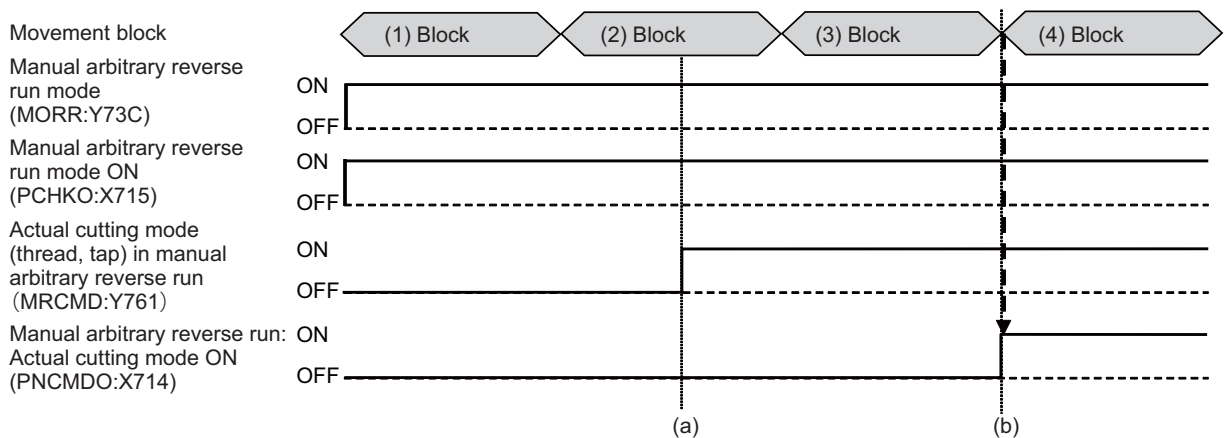 Movement block
(1) Block
(2) Block
(3) Block
(4) Block
Manual arbitrary reverse
run mode
(MORR:Y73C)
ON
OFF
Manual arbitrary reverse
run mode ON
(PCHKO:X715)
ON
OFF
Actual cutting mode
(thread, tap) in manual
arbitrary reverse run
（MRCMD:Y761）
ON
OFF
Manual arbitrary reverse run:
Actual cutting mode ON
(PNCMDO:X714)
ON
OFF
(a)
(b)